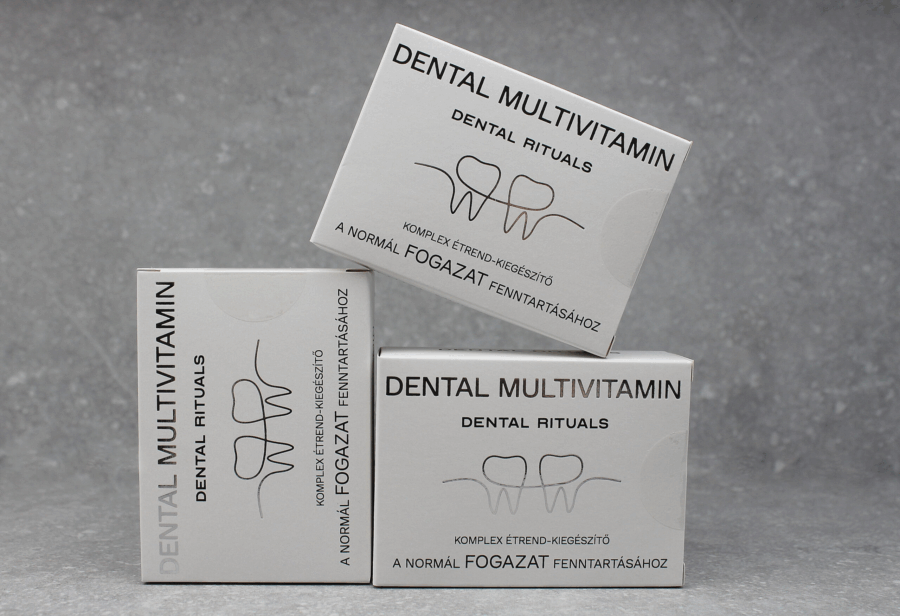 DENTAL MULTIVITAMIN
DENTAL RITUALS
KOMPLEX ÉTREND-KIEGÉSZÍTŐ
A NORMÁL FOGAZAT FENNTARTÁSÁHOZ
DENTAL MULTIVITAMIN
DENTAL RITUALS
KOMPLEX ÉTREND-KIEGÉSZÍTŐ
A NORMÁL FOGAZAT FENNTARTÁSÁHOZ
DENTAL MULTIVITAMIN
DENTAL RITUALS
KOMPLEX ÉTREND-KIEGÉSZÍTŐ
A NORMÁL FOGAZAT FENNTARTÁSÁHOZ